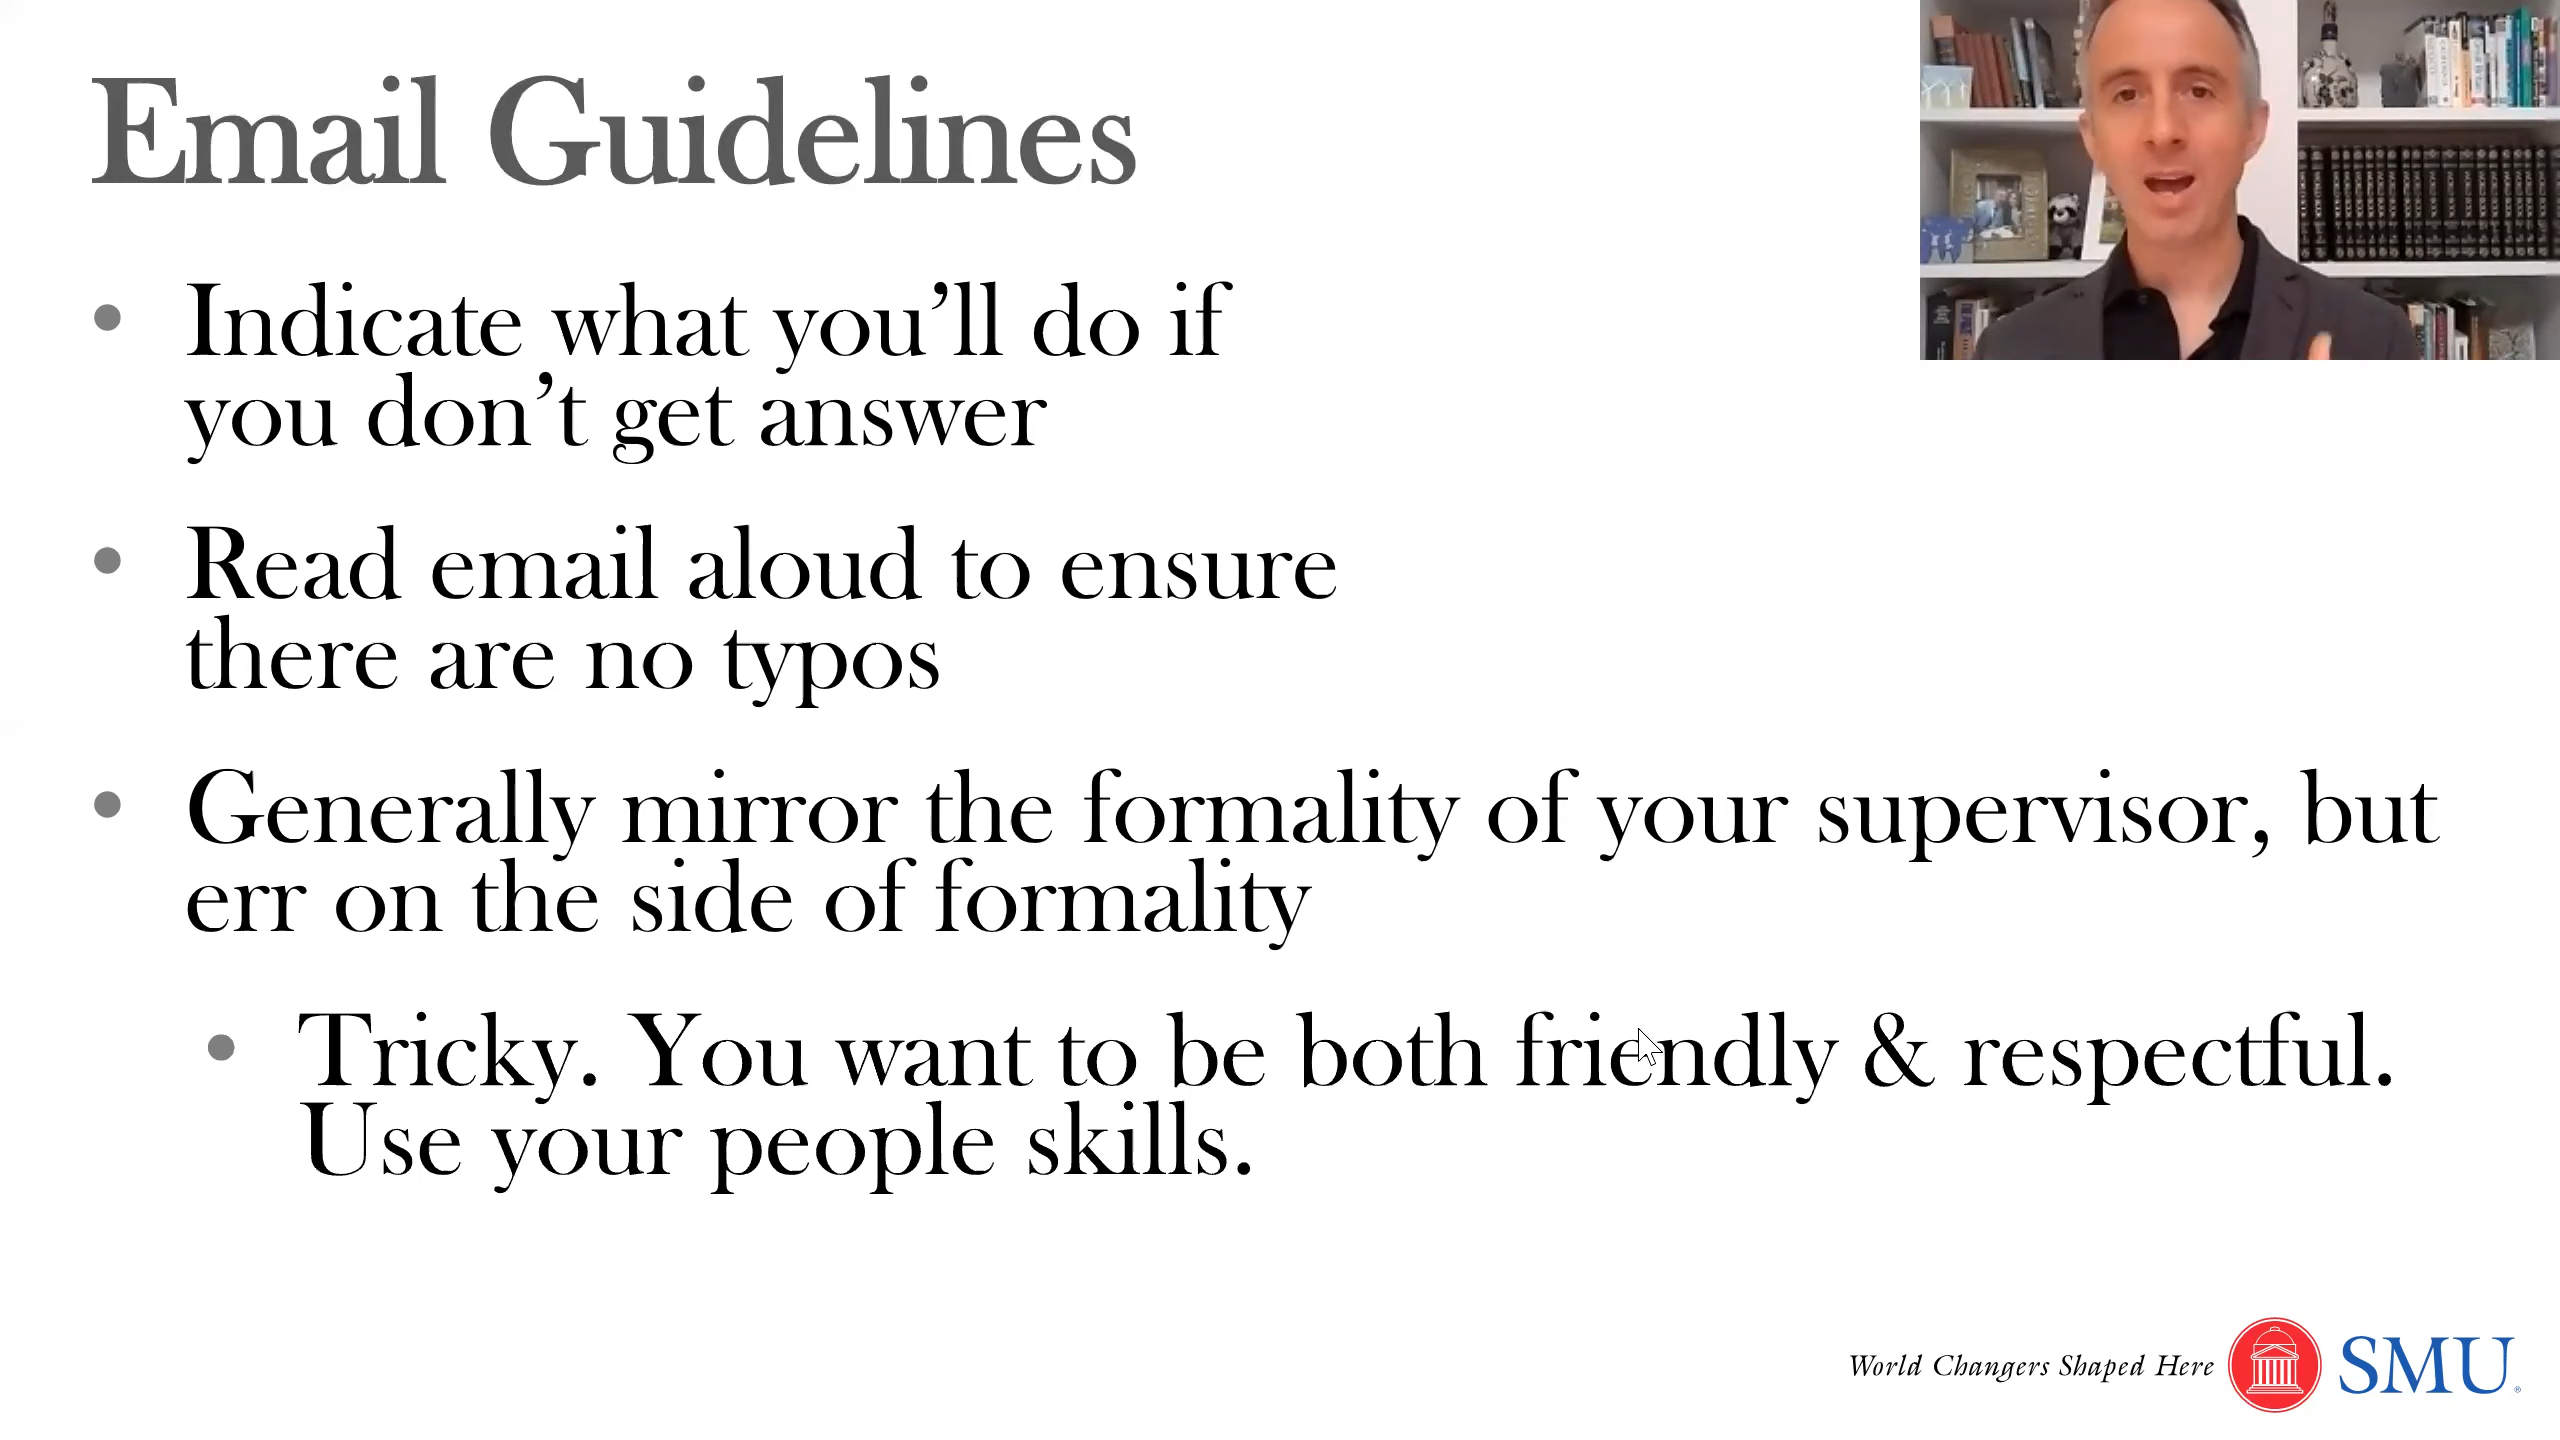 Email Guidelines
• Indicate what you’ll do if
you don’t get answer
• Read email aloud to ensure
there are no typos
• Generally mirror the formality of your supervisor, but
err on the side of formality
• Tricky. You want to be both friendly & respectful.
Use your people skills.
World Changers Shaped Here
SMU®